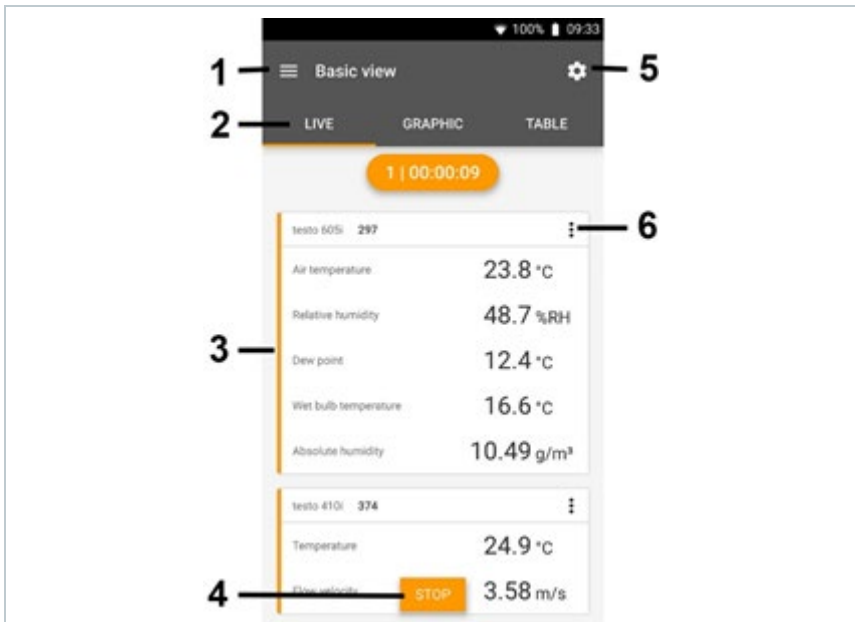 100% 09:33
1 Basic view 5
2 LIVE GRAPHIC TABLE
1 | 00:00:09
testo 605i 297 6
Air temperature 23.8 °C
Relative humidity 48.7 %RH
3
Dew point 12.4 °C
Wet bulb temperature 16.6 °C
Absolute humidity 10.49 g/m³
testo 410i 374
Temperature 24.9 °C
4 Flow velocity STOP 3.58 m/s